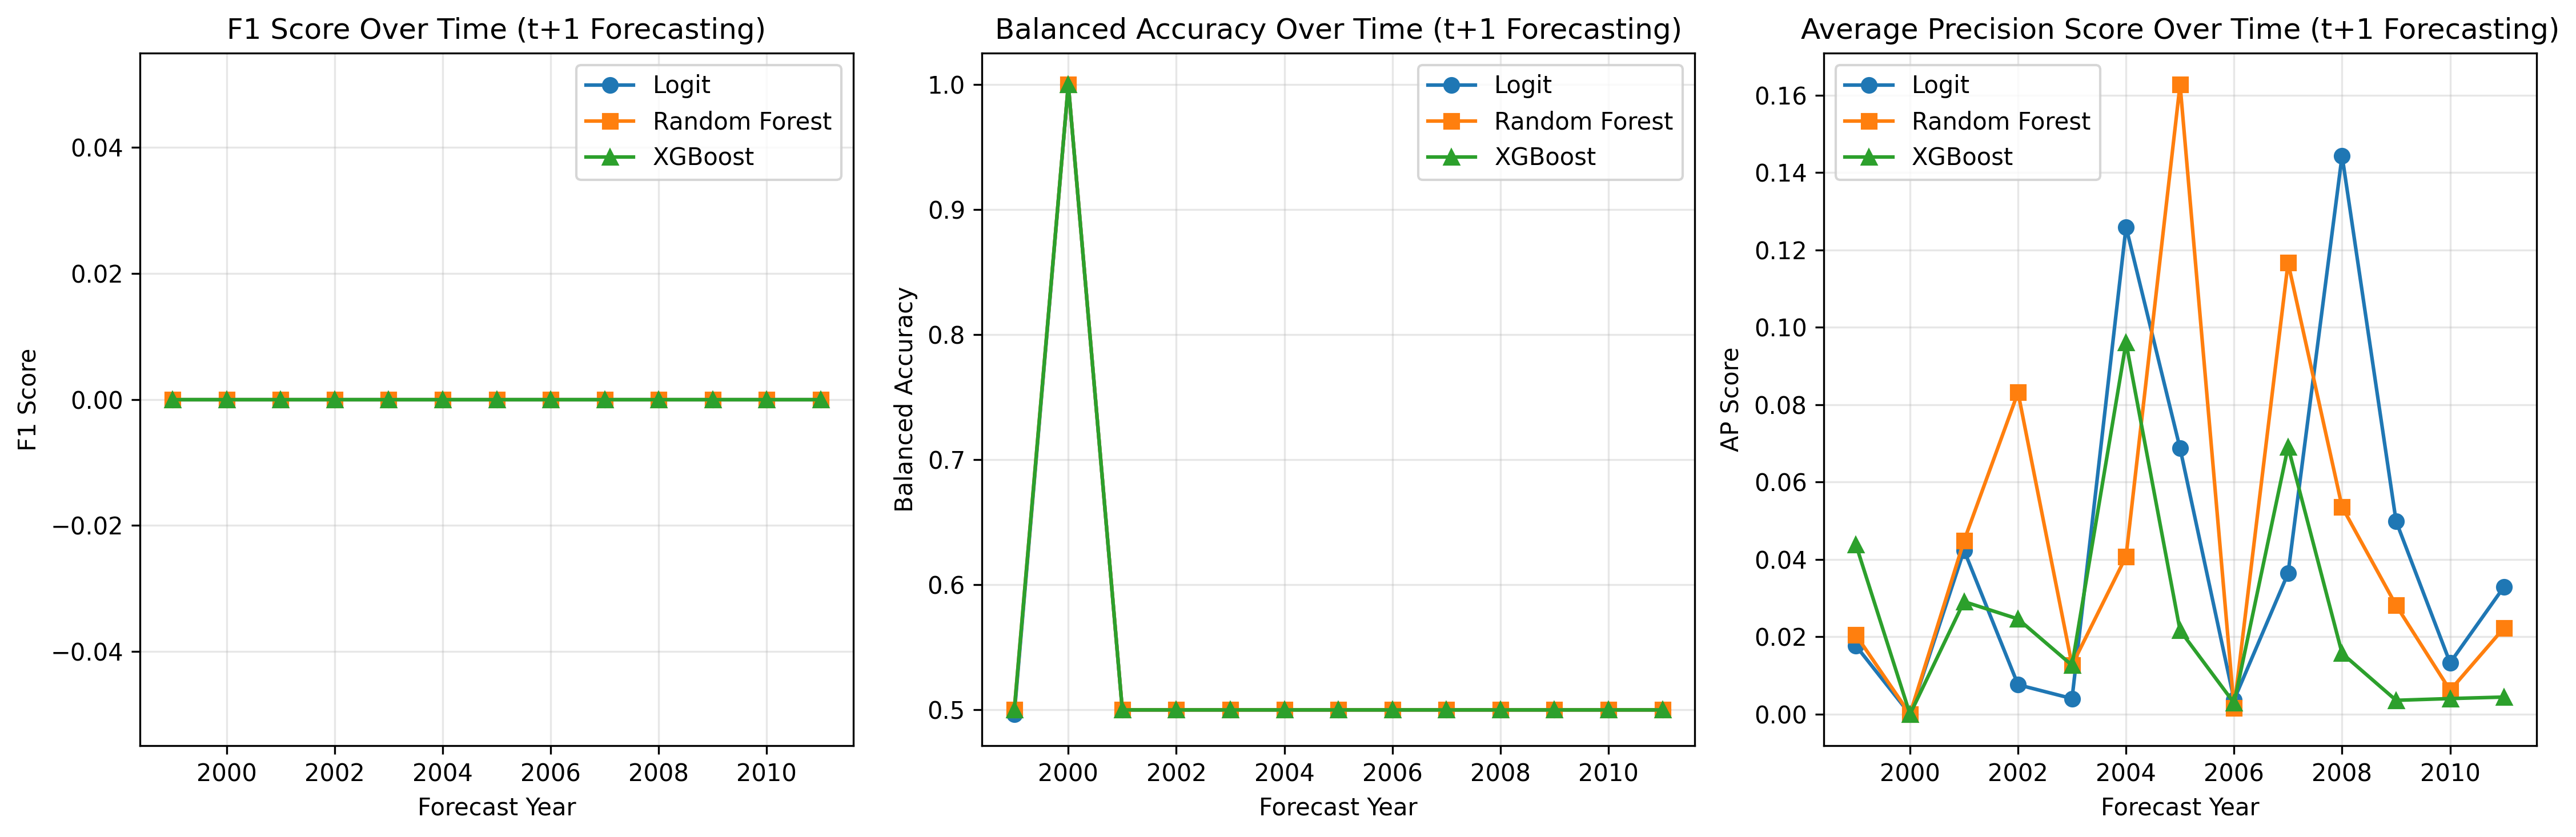 F1 Score Over Time (t+1 Forecasting)
Logit
Random Forest
XGBoost
0.04
0.02
0.00
−0.02
−0.04
F1 Score
2000 2002 2004 2006 2008 2010
Forecast Year
Balanced Accuracy Over Time (t+1 Forecasting)
Logit
Random Forest
XGBoost
1.0
0.9
0.8
0.7
0.6
0.5
Balanced Accuracy
2000 2002 2004 2006 2008 2010
Forecast Year
Average Precision Score Over Time (t+1 Forecasting)
Logit
Random Forest
XGBoost
0.16
0.14
0.12
0.10
0.08
0.06
0.04
0.02
0.00
AP Score
2000 2002 2004 2006 2008 2010
Forecast Year